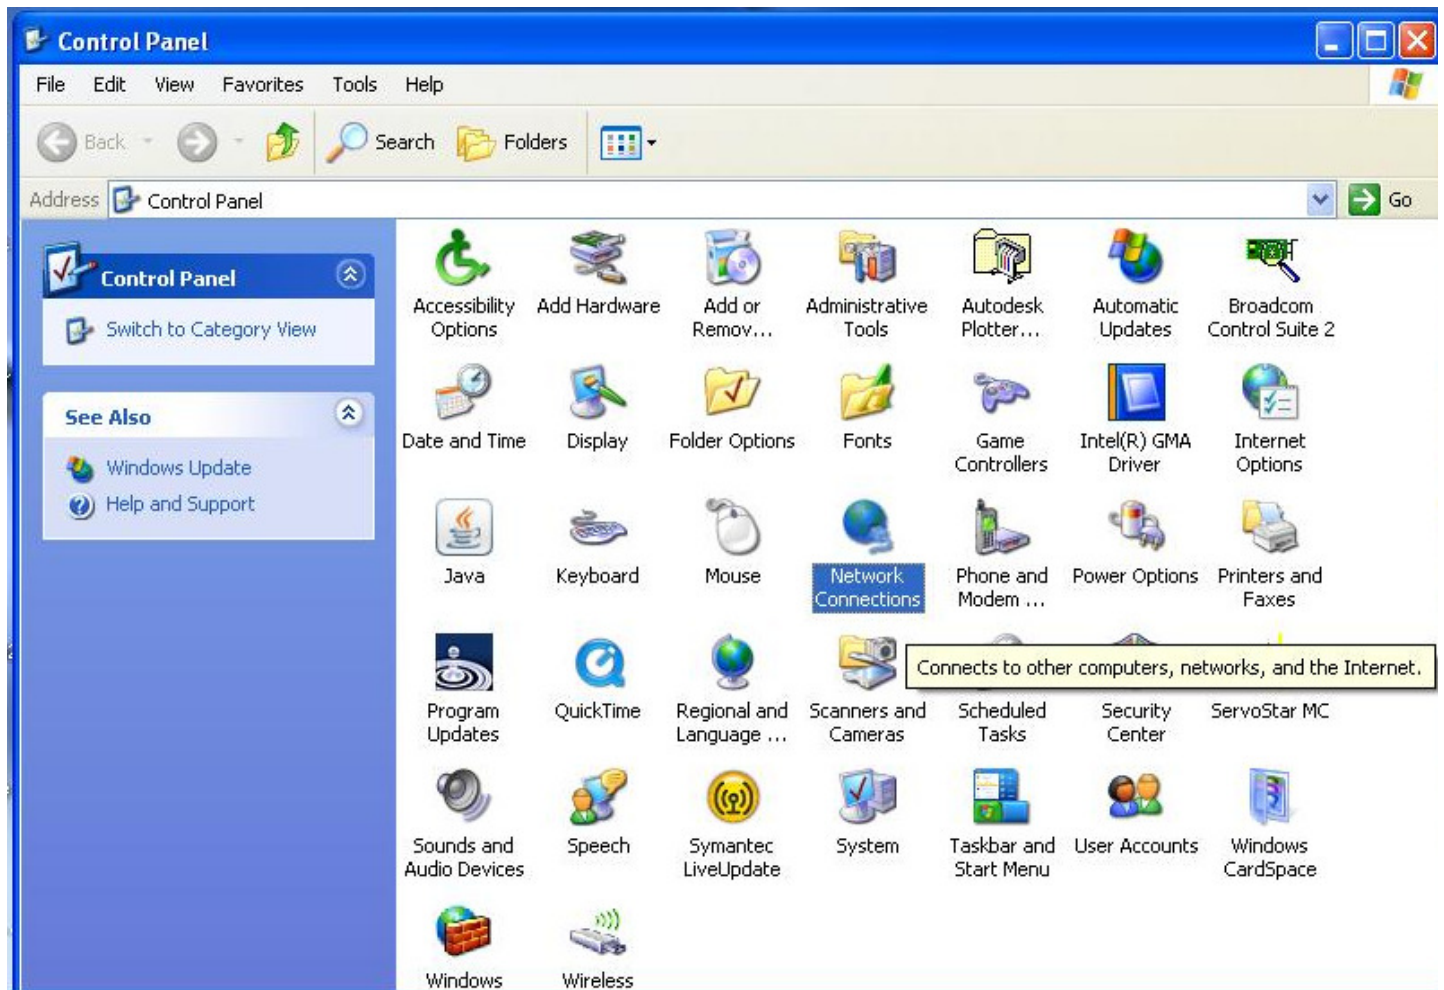 Control Panel
File Edit View Favorites Tools Help
Back Search Folders
Address Control Panel Go
Control Panel
Switch to Category View
See Also
Windows Update
Help and Support
Accessibility Options
Add Hardware
Add or Remov...
Administrative Tools
Autodesk Plotter...
Automatic Updates
Broadcom Control Suite 2
Date and Time
Display
Folder Options
Fonts
Game Controllers
Intel(R) GMA Driver
Internet Options
Java
Keyboard
Mouse
Network Connections
Phone and Modem ...
Power Options
Printers and Faxes
Connects to other computers, networks, and the Internet.
Program Updates
QuickTime
Regional and Language ...
Scanners and Cameras
Scheduled Tasks
Security Center
ServoStar MC
Sounds and Audio Devices
Speech
Symantec LiveUpdate
System
Taskbar and Start Menu
User Accounts
Windows CardSpace
Windows
Wireless